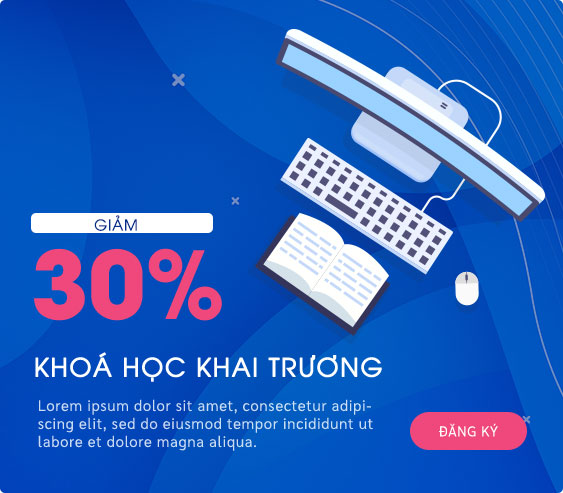 GIẢM
30%
KHOÁ HỌC KHAI TRƯƠNG
Lorem ipsum dolor sit amet, consectetur adipi-
scing elit, sed do eiusmod tempor incididunt ut
labore et dolore magna aliqua.
ĐĂNG KÝ